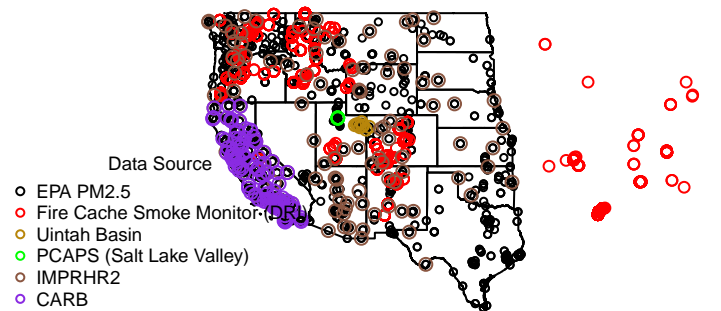 Data Source
EPA PM2.5
Fire Cache Smoke Monitor (DRI)
Uintah Basin
PCAPS (Salt Lake Valley)
IMPRHR2
CARB